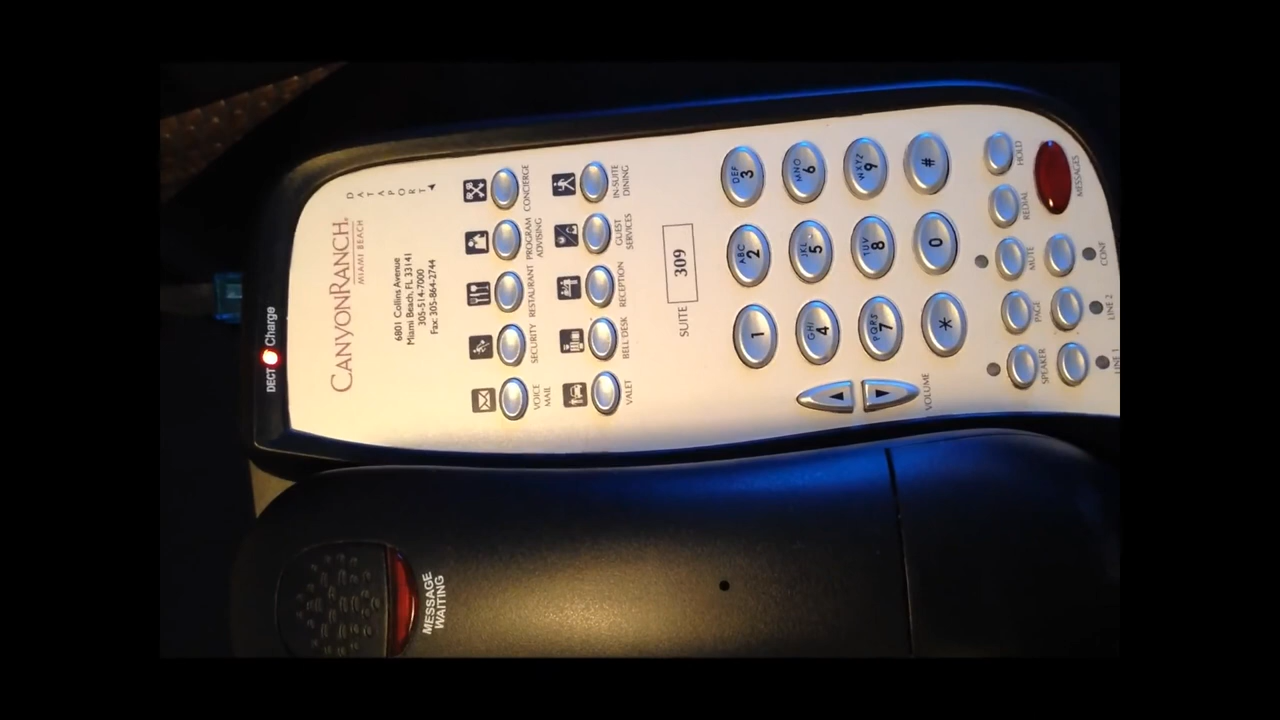 DECT Charge
CANYONRANCH®
MIAMI BEACH
DATAPORT
6801 Collins Avenue
Miami Beach, FL 33141
305-514-7000
Fax: 305-864-2744
VOICE MAIL
SECURITY
RESTAURANT
PROGRAM ADVISING
CONCIERGE
VALET
BELL DESK
RECEPTION
GUEST SERVICES
IN-SUITE DINING
SUITE 309
1
ABC 2
DEF 3
GHI 4
JKL 5
MNO 6
PQRS 7
TUV 8
WXYZ 9
*
0
#
VOLUME
SPEAKER
PAGE
MUTE
REDIAL
HOLD
LINE 1
LINE 2
CONF
MESSAGES
MESSAGE
WAITING